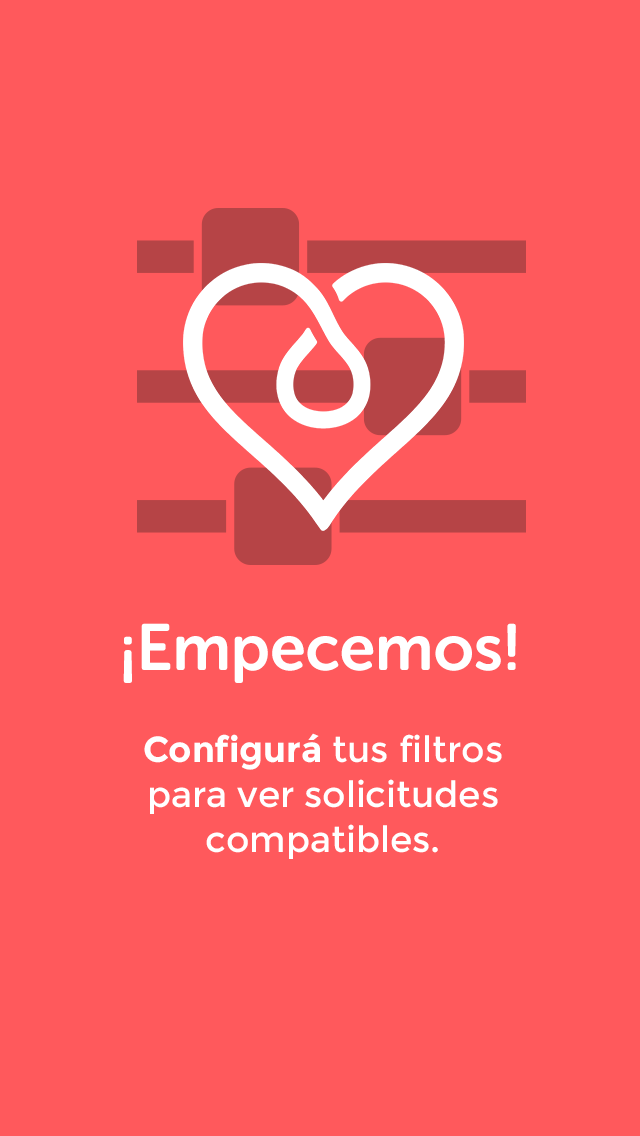 ¡Empecemos!
Configurá tus filtros
para ver solicitudes
compatibles.